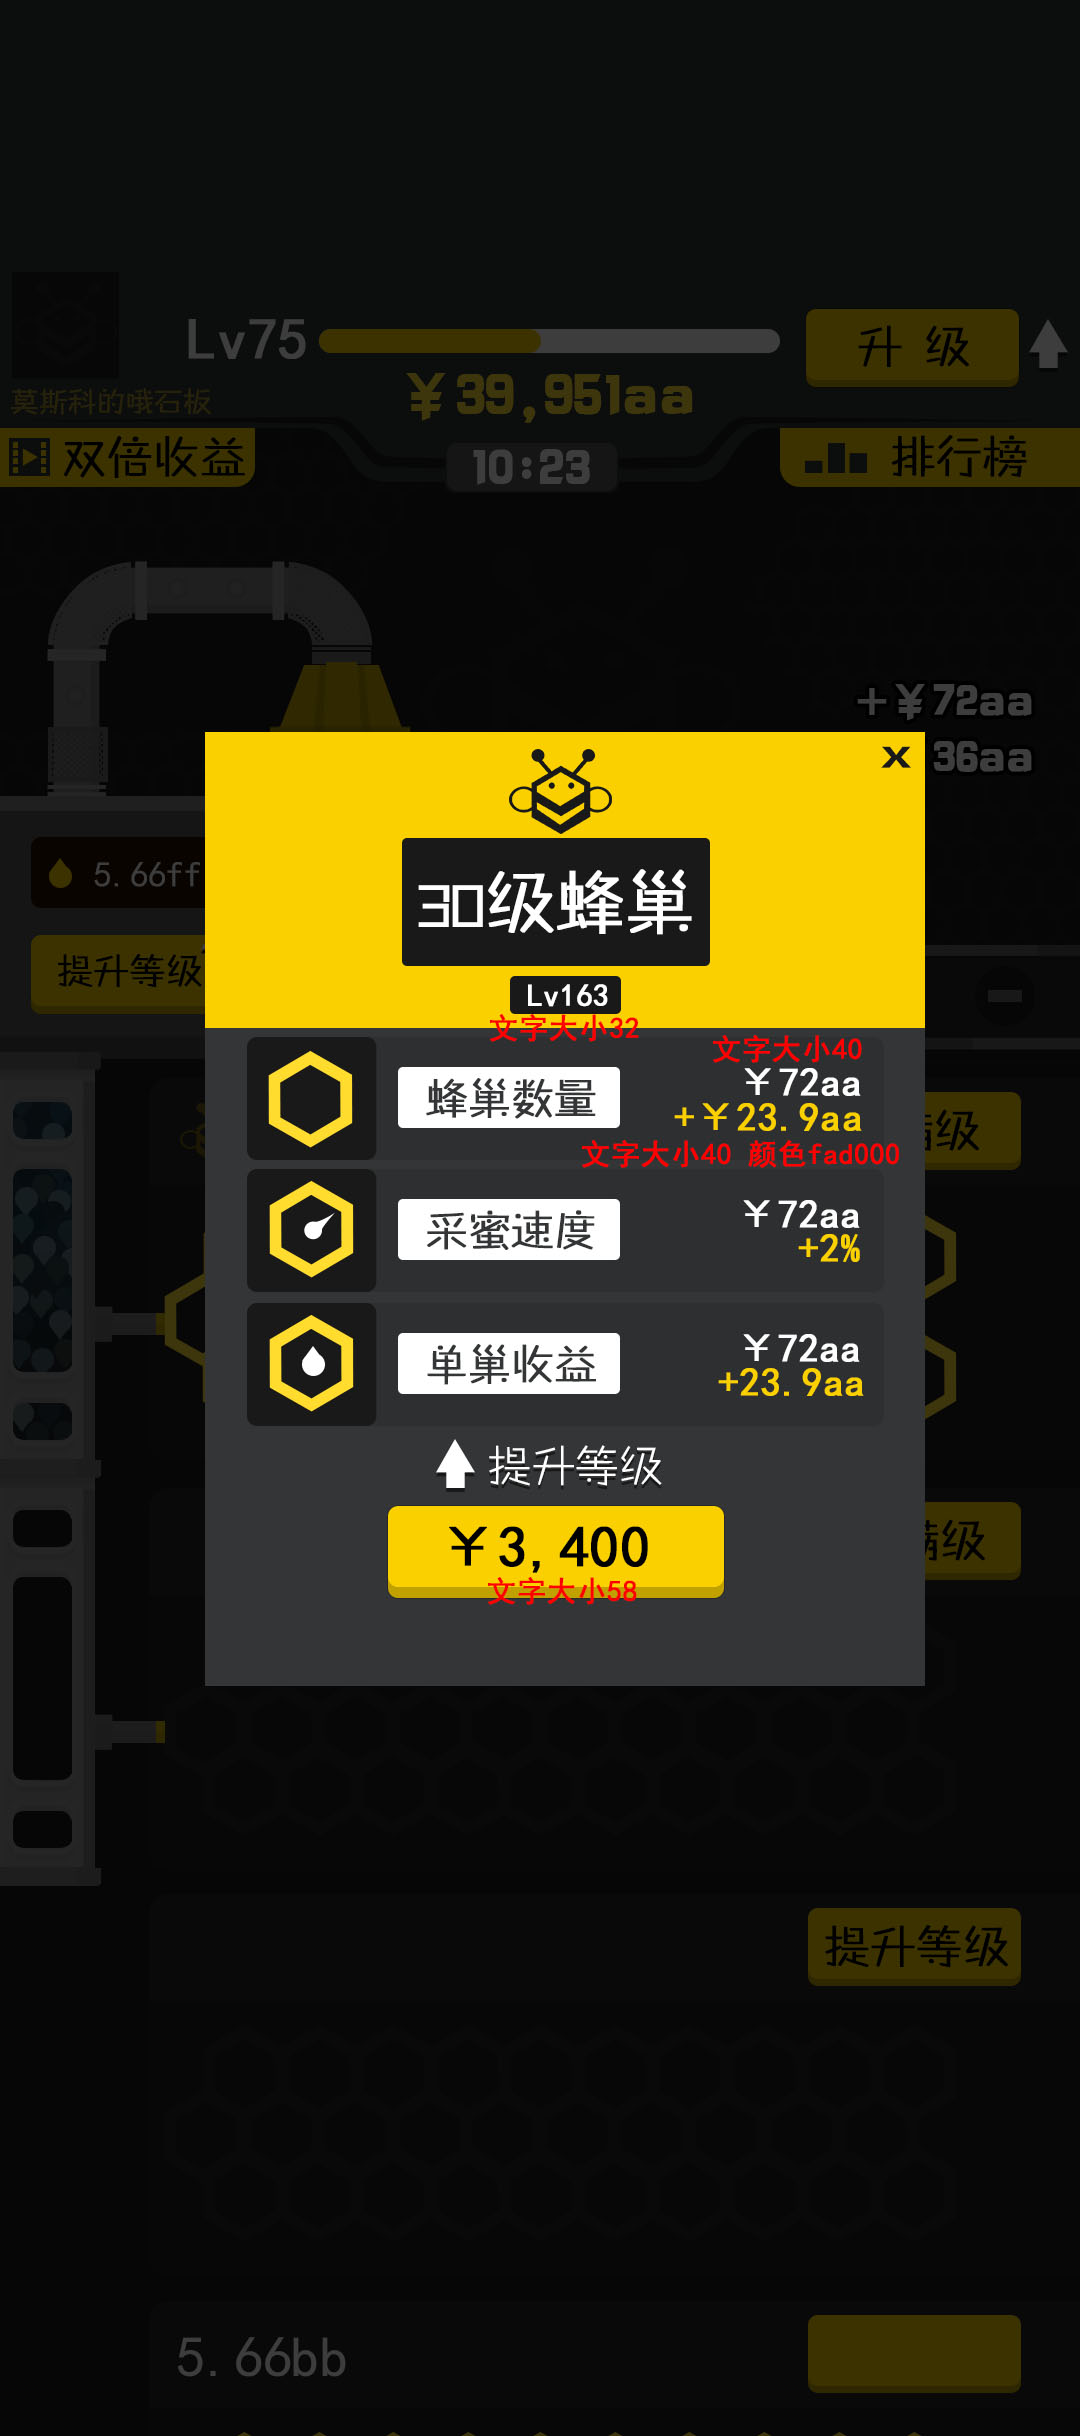 Lv75
升 级
莫斯科的哦石板
¥39,951aa
双倍收益
10:23
排行榜
+¥72aa
36aa
X
5.66ff
30级蜂巢
提升等级
Lv163
文字大小32
文字大小40
蜂巢数量
¥72aa
+¥23.9aa
满级
文字大小40 颜色fad000
采蜜速度
¥72aa
+2%
单巢收益
¥72aa
+23.9aa
提升等级
¥3,400
满级
文字大小58
提升等级
5.66bb